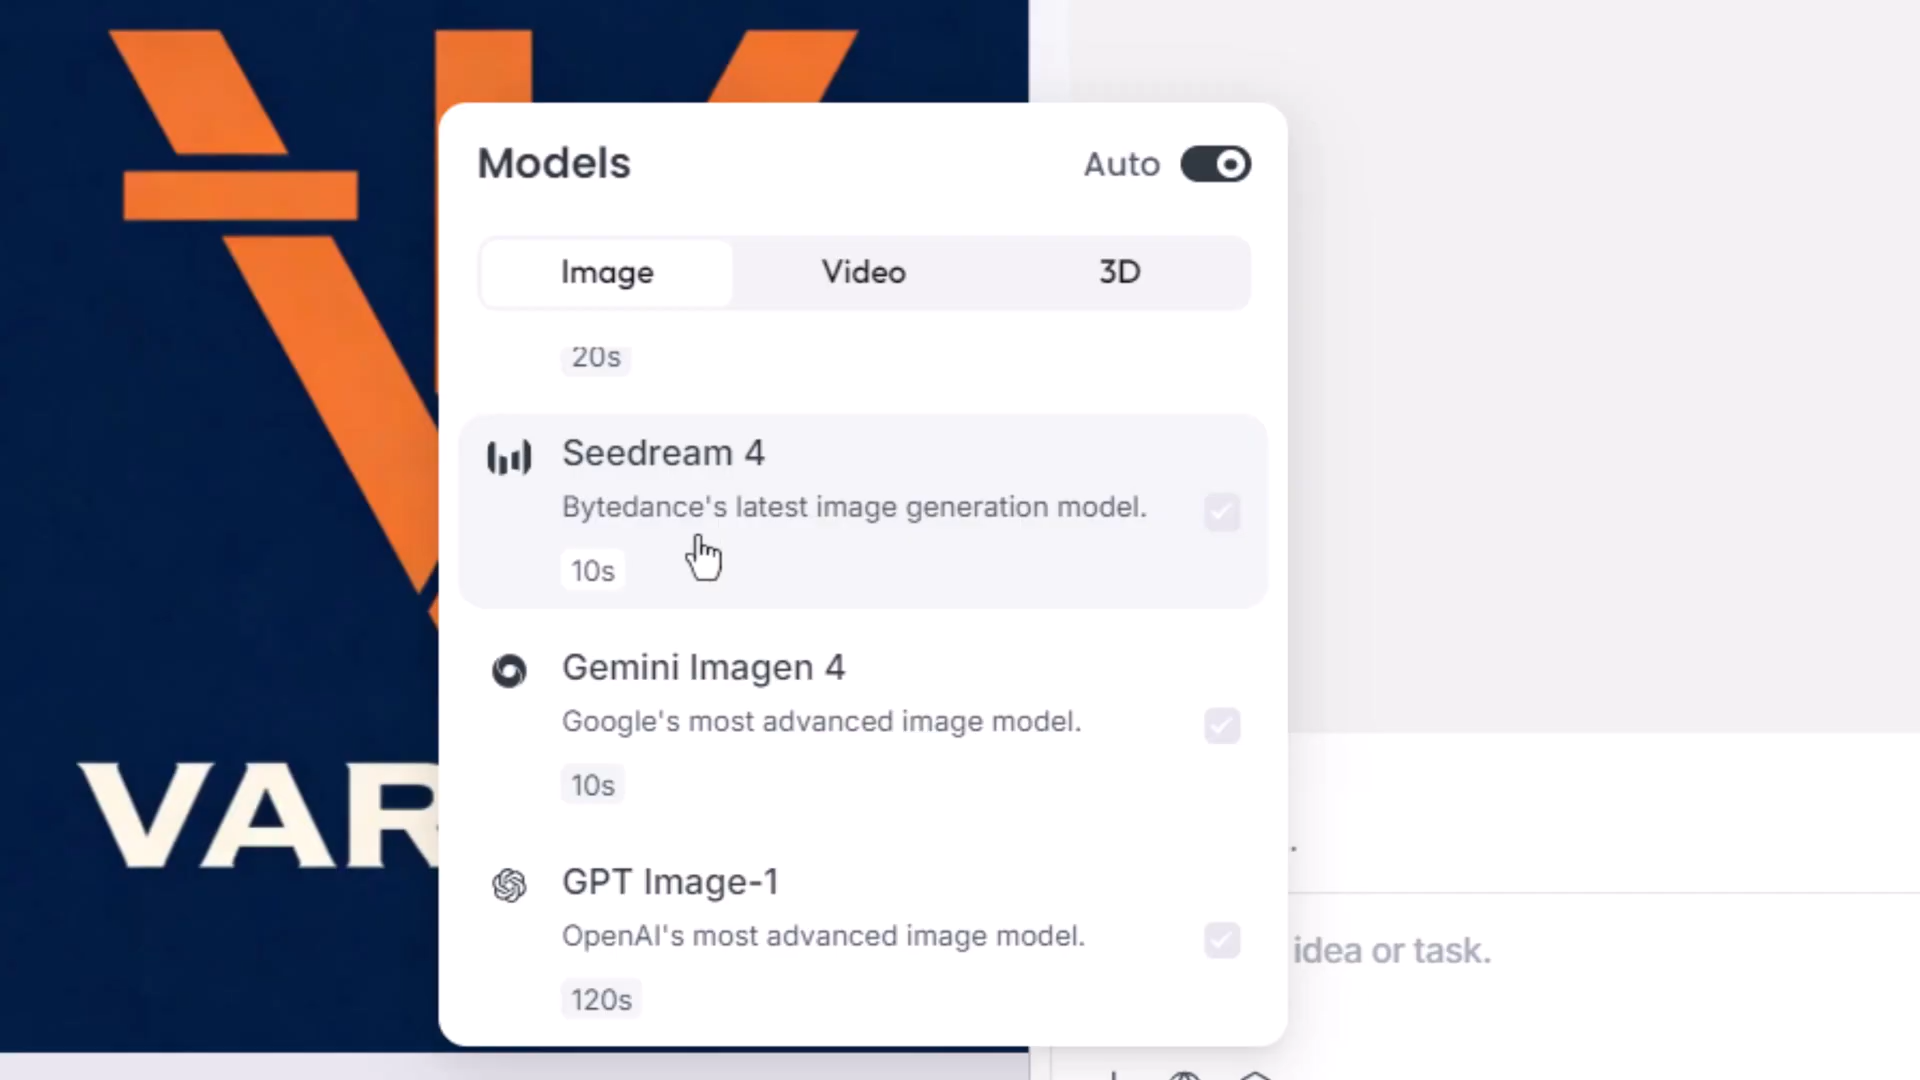 Models
Auto
Image
Video
3D
20s
Seedream 4
Bytedance's latest image generation model.
10s
Gemini Imagen 4
Google's most advanced image model.
10s
GPT Image-1
OpenAI's most advanced image model.
120s
VAR
idea or task.